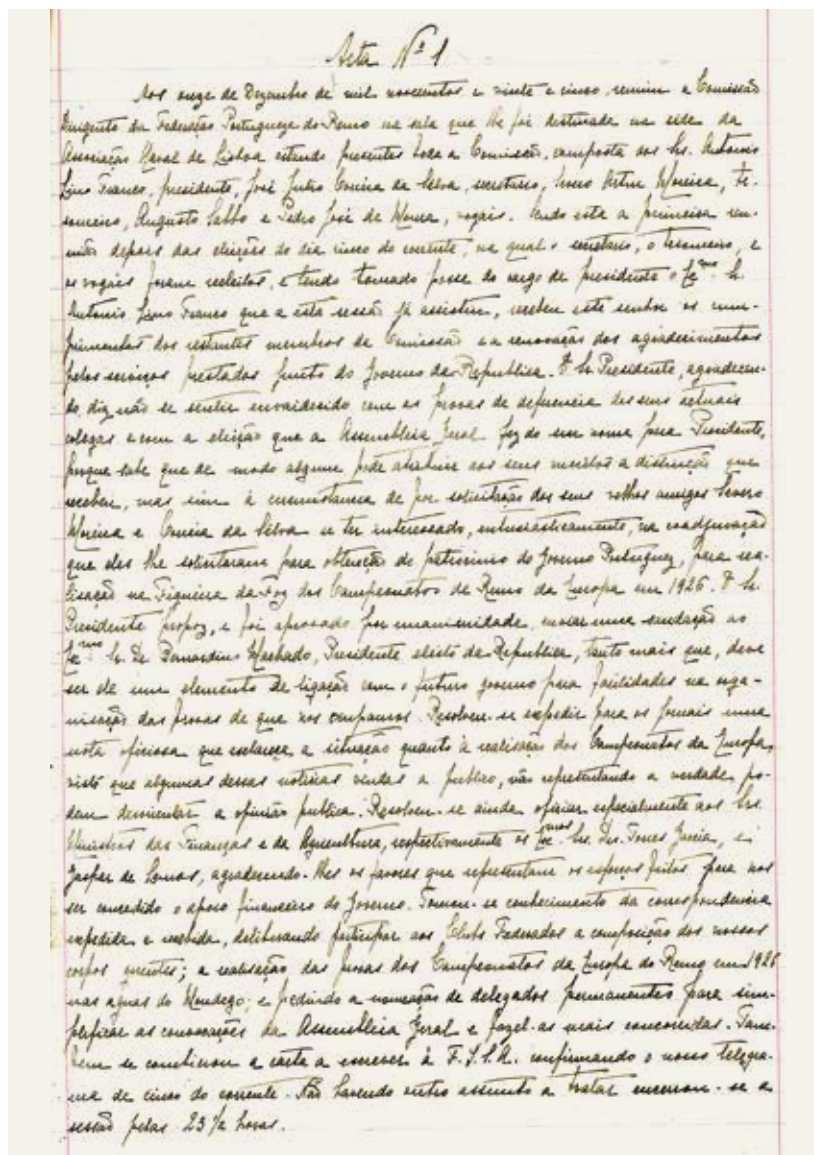 Acta Nº 1
Aos onze de Dezembro de mil novecentos e vinte e cinco, reuniu a Comissão
Dirigente da Federação Portugueza do Remo na sala que lhe foi destinada na séde da
Associação Naval de Lisboa estando presentes toda a Comissão, composta dos Srs. Antonio
Lino Franco, presidente, José Julio Correia da Silva, secretario, Severo Artur Moreira, te-
soureiro, Augusto Sabbo e Pedro José de Moura, vogais. Sendo esta a primeira reu-
nião depois das eleições do dia cinco do corrente, na qual o secretario, o tesoureiro, e
os vogais foram reeleitos, e tendo tomado posse do cargo de presidente o Exmo. Sr.
Antonio Lino Franco que a esta sessão já assistiu, recebeu este senhor os cum-
primentos dos restantes membros da Comissão e a renovação dos agradecimentos
pelos serviços prestados junto do Governo da Republica. O Sr. Presidente, agradecen-
do, diz não se sentir envaidecido com as provas de deferencia dos seus actuais
colegas e com a eleição que a Assembleia Geral fez do seu nome para Presidente,
porque sabe que de modo algum póde atribuir aos seus meritos a distinção que
recebeu, mas sim à circumstancia de por solicitação dos seus velhos amigos Severo
Moreira e Correia da Silva se ter interessado, entusiasticamente, na coadjuvação
que eles lhe solicitaram para obtenção do patrocinio do Governo Portuguez, para rea-
lisação na Figueira da Foz dos Campeonatos de Remo da Europa em 1926. O Sr.
Presidente propoz, e foi aprovado por unanimidade, enviar uma saudação ao
Exmo. Sr. Dr. Bernardino Machado, Presidente eleito da Republica, tanto mais que, deve
ser ele um elemento de ligação com o futuro governo para facilidades na orga-
nisação das provas de que nos ocupamos. Resolveu-se expedir para os jornais uma
nota oficiosa que esclareça a situação quanto à realisação dos Campeonatos da Europa,
visto que algumas dessas noticias vindas a publico, não representando a verdade po-
dem desvirtuar a opinião publica. Resolveu-se ainda oficiar especialmente aos Srs.
Ministros das Finanças e da Agricultura, respectivamente os Exmos. Srs. Drs. Torres Garcia, e
Gaspar de Lemos, agradecendo-lhes os favores que representam os esforços feitos para nos
ser concedido o apoio financeiro do Governo. Tomou-se conhecimento da correspondencia
expedida e recebida, deliberando participar aos Clubs Federados a composição dos nossos
corpos gerentes; a realisação das provas dos Campeonatos da Europa do Remo em 1926
nas aguas do Mondego; e pedindo a nomeação de delegados permanentes para sim-
plificar as convocações da Assembleia Geral e fazel-as mais concorridas. Tam-
bem se combinou a carta a escrever à F.I.S.A. confirmando o nosso telegra-
ma de cinco do corrente. Não havendo outro assunto a tratar encerrou-se a
sessão pelas 23 ½ horas.